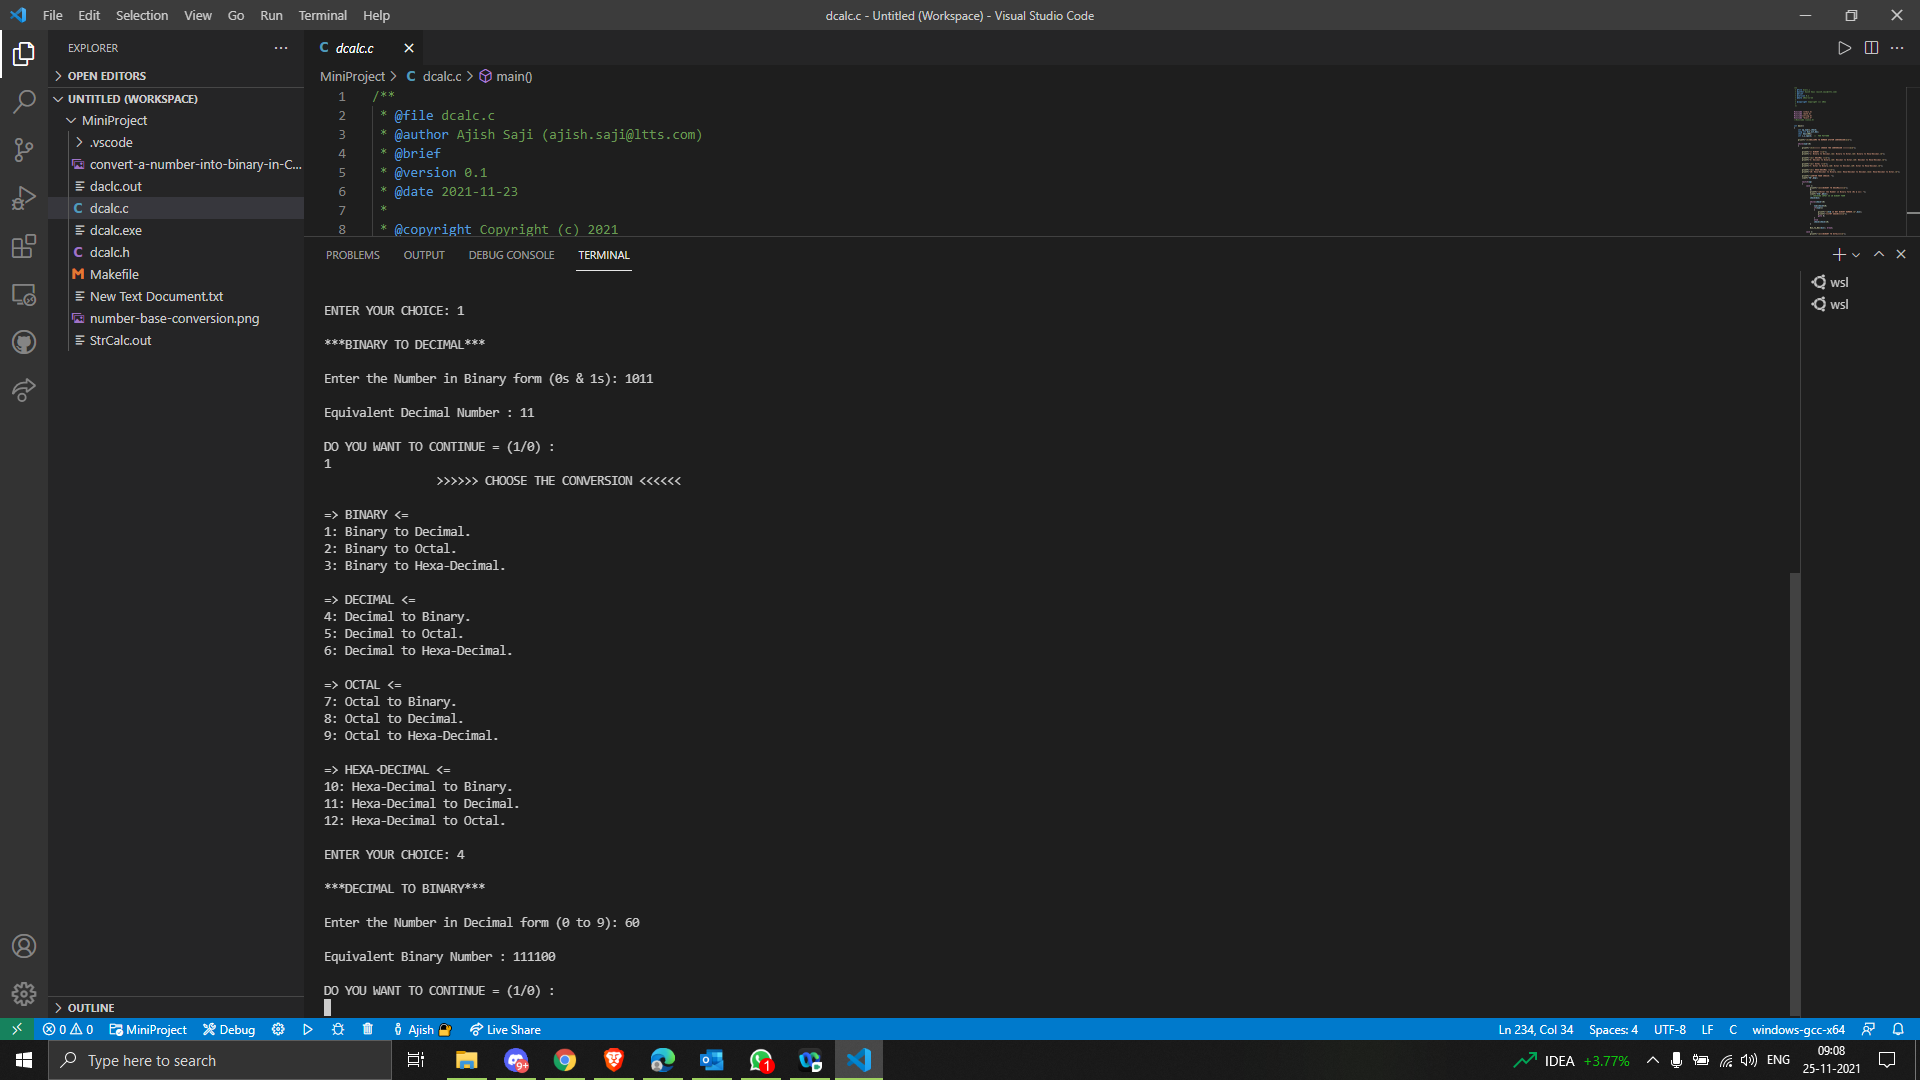 File Edit Selection View Go Run Terminal Help
dcalc.c - Untitled (Workspace) - Visual Studio Code
EXPLORER
OPEN EDITORS
UNTITLED (WORKSPACE)
MiniProject
.vscode
convert-a-number-into-binary-in-C...
daclc.out
dcalc.c
dcalc.exe
dcalc.h
Makefile
New Text Document.txt
number-base-conversion.png
StrCalc.out
OUTLINE
dcalc.c
MiniProject > C dcalc.c > main()
1 /**
2 * @file dcalc.c
3 * @author Ajish Saji (ajish.saji@ltts.com)
4 * @brief
5 * @version 0.1
6 * @date 2021-11-23
7 *
8 * @copyright Copyright (c) 2021
PROBLEMS OUTPUT DEBUG CONSOLE TERMINAL
wsl
wsl
ENTER YOUR CHOICE: 1
***BINARY TO DECIMAL***
Enter the Number in Binary form (0s & 1s): 1011
Equivalent Decimal Number : 11
DO YOU WANT TO CONTINUE = (1/0) :
1
>>>>>> CHOOSE THE CONVERSION <<<<<<
=> BINARY <=
1: Binary to Decimal.
2: Binary to Octal.
3: Binary to Hexa-Decimal.
=> DECIMAL <=
4: Decimal to Binary.
5: Decimal to Octal.
6: Decimal to Hexa-Decimal.
=> OCTAL <=
7: Octal to Binary.
8: Octal to Decimal.
9: Octal to Hexa-Decimal.
=> HEXA-DECIMAL <=
10: Hexa-Decimal to Binary.
11: Hexa-Decimal to Decimal.
12: Hexa-Decimal to Octal.
ENTER YOUR CHOICE: 4
***DECIMAL TO BINARY***
Enter the Number in Decimal form (0 to 9): 60
Equivalent Binary Number : 111100
DO YOU WANT TO CONTINUE = (1/0) :
0 0 MiniProject Debug Ajish Live Share
Ln 234, Col 34 Spaces: 4 UTF-8 LF C windows-gcc-x64
Type here to search
9+
1
IDEA +3.77%
ENG
09:08
25-11-2021